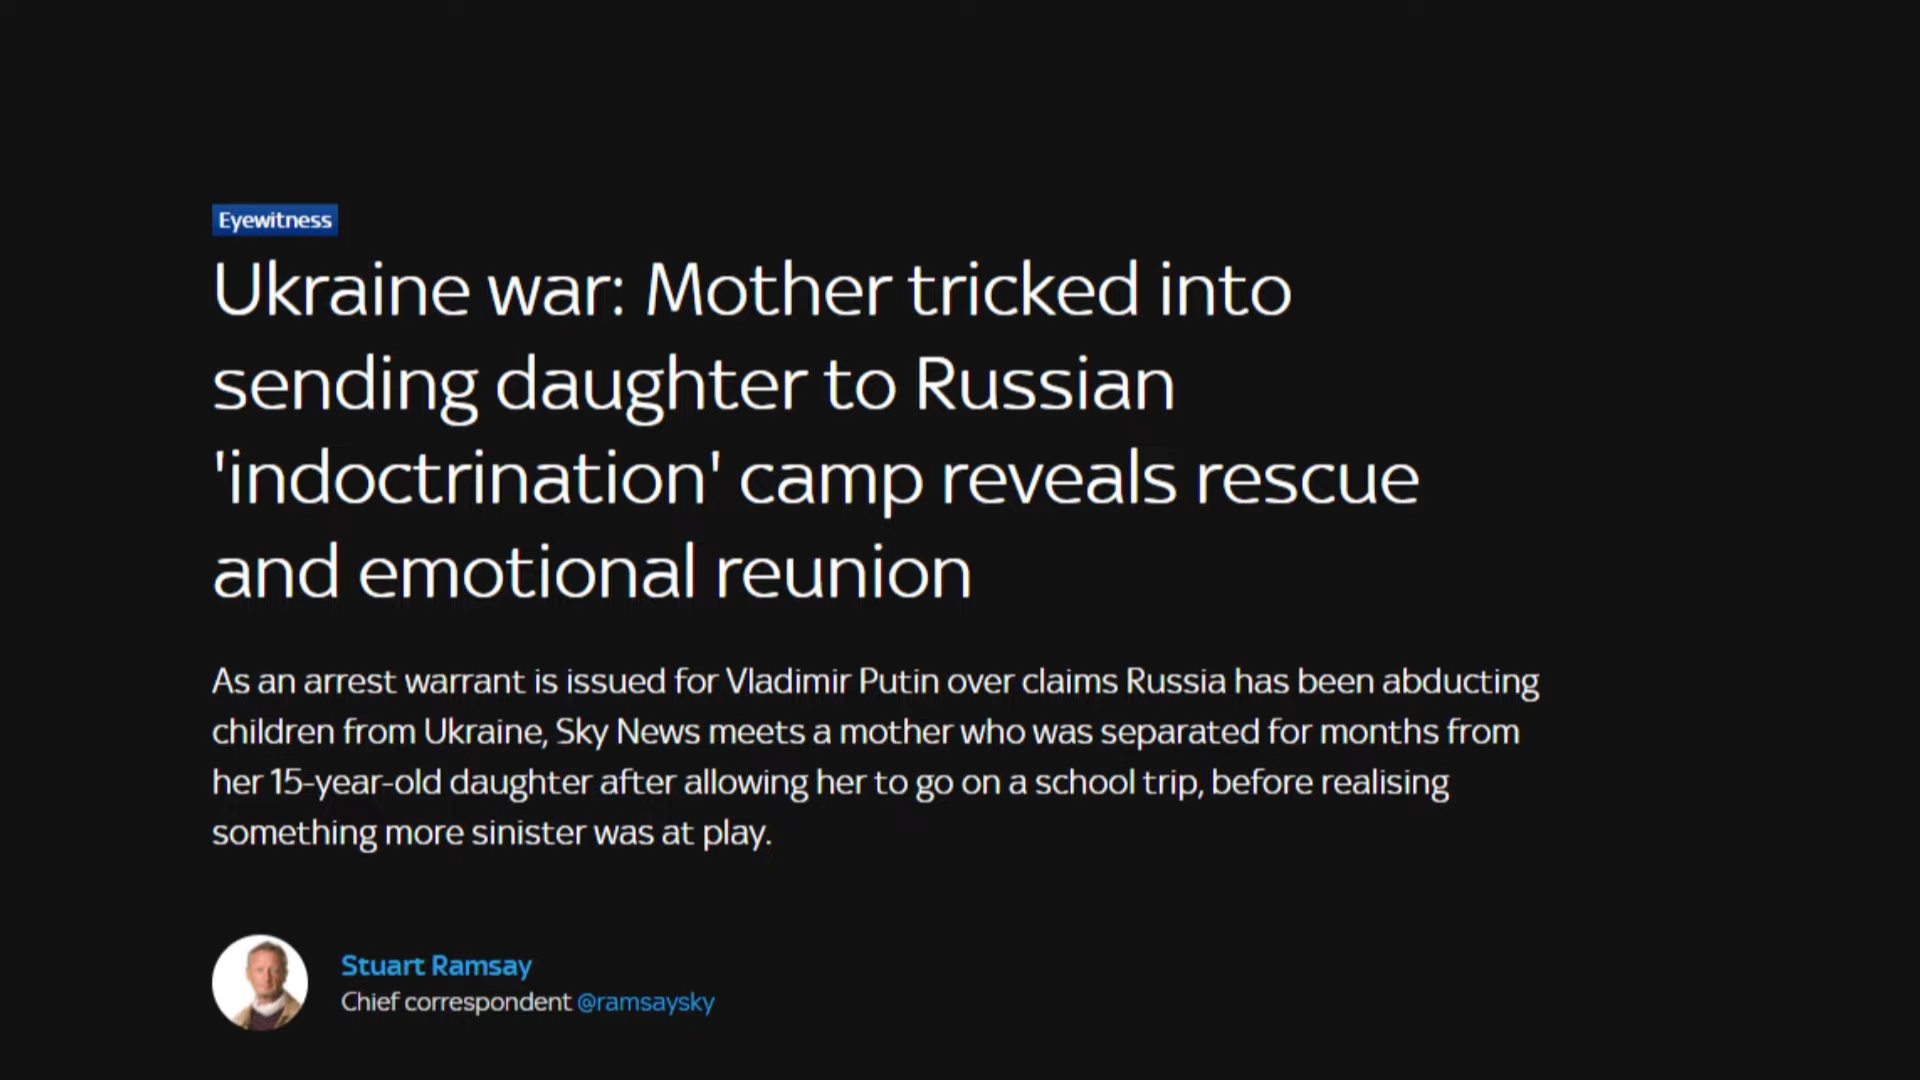 Eyewitness
Ukraine war: Mother tricked into
sending daughter to Russian
'indoctrination' camp reveals rescue
and emotional reunion
As an arrest warrant is issued for Vladimir Putin over claims Russia has been abducting
children from Ukraine, Sky News meets a mother who was separated for months from
her 15-year-old daughter after allowing her to go on a school trip, before realising
something more sinister was at play.
Stuart Ramsay
Chief correspondent @ramsaysky